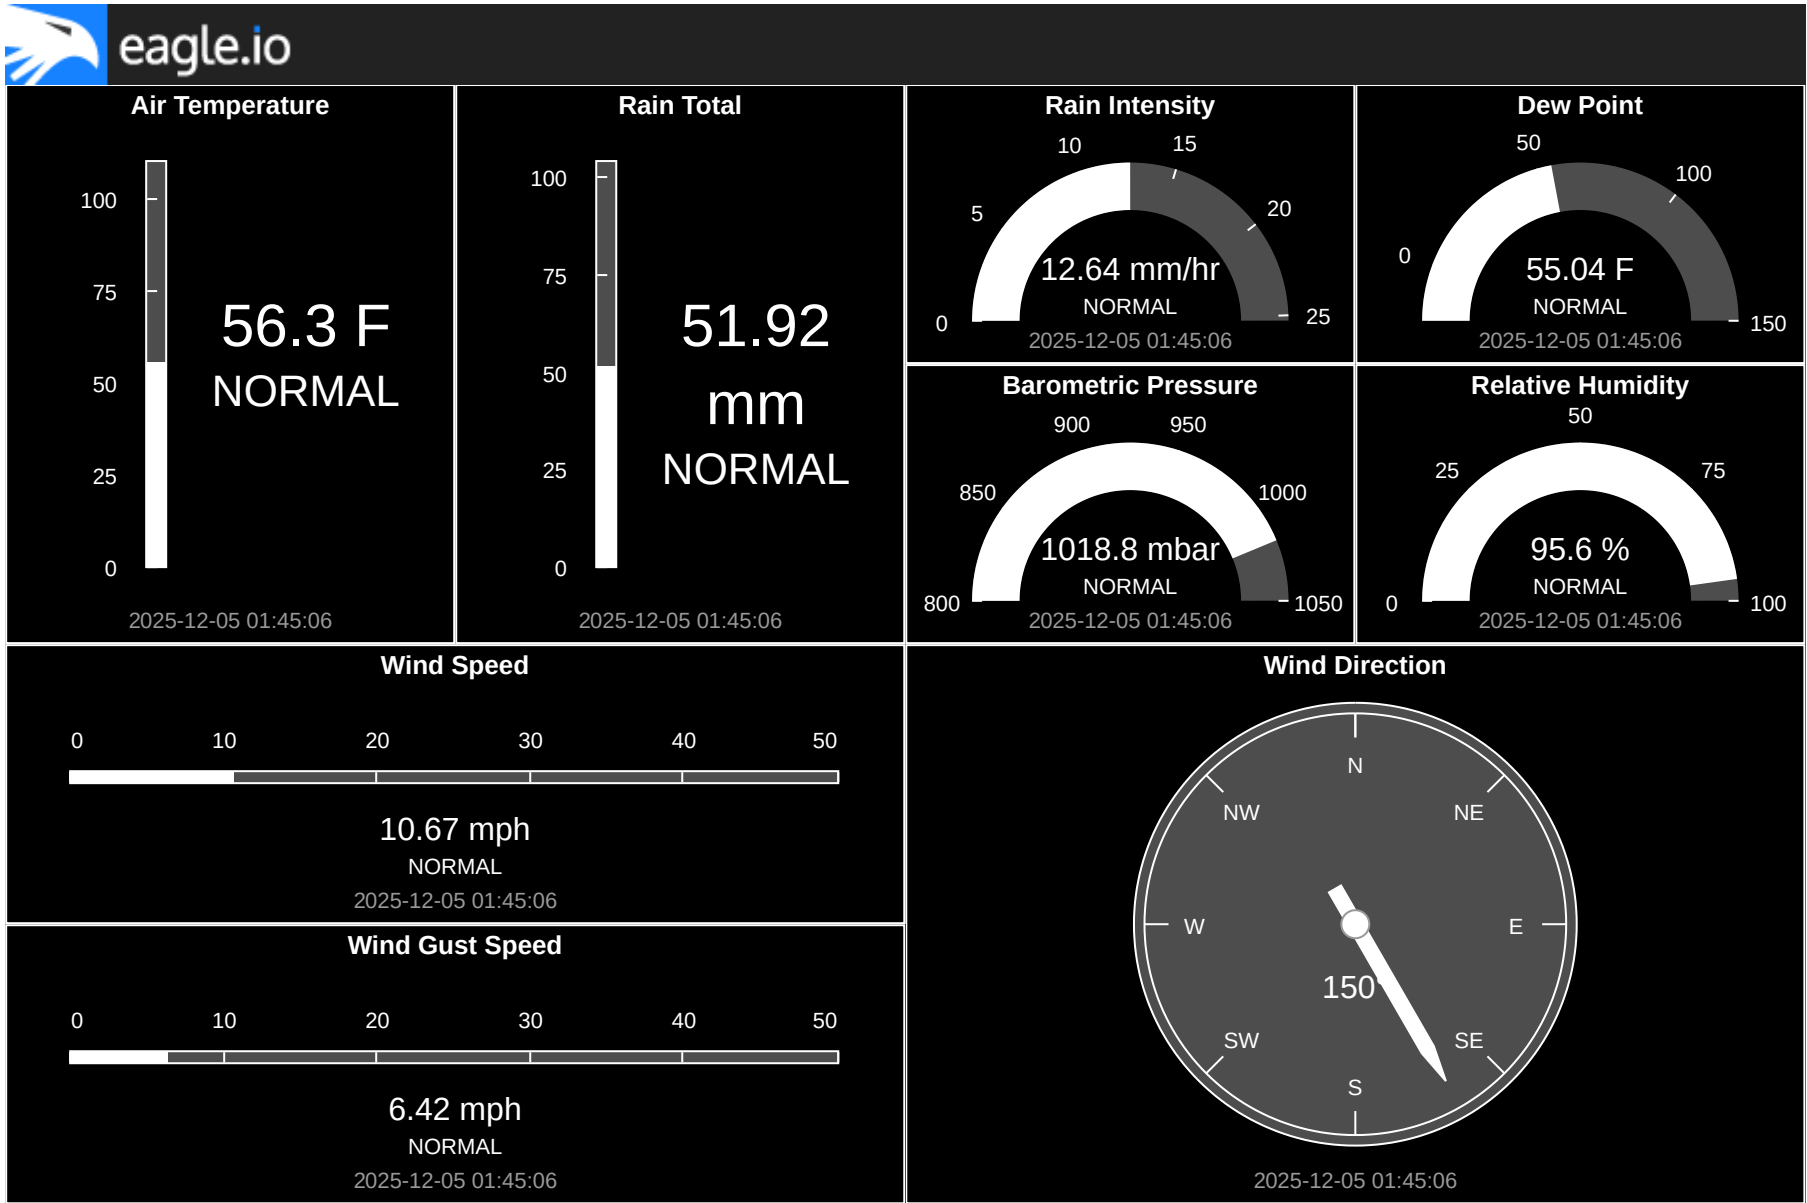 eagle.io
Air Temperature
100
75
50
25
0
56.3 F
NORMAL
2025-12-05 01:45:06
Rain Total
100
75
50
25
0
51.92
mm
NORMAL
2025-12-05 01:45:06
Rain Intensity
0
5
10
15
20
25
12.64 mm/hr
NORMAL
2025-12-05 01:45:06
Dew Point
0
50
100
150
55.04 F
NORMAL
2025-12-05 01:45:06
Barometric Pressure
800
850
900
950
1000
1050
1018.8 mbar
NORMAL
2025-12-05 01:45:06
Relative Humidity
0
25
50
75
100
95.6 %
NORMAL
2025-12-05 01:45:06
Wind Speed
0 10 20 30 40 50
10.67 mph
NORMAL
2025-12-05 01:45:06
Wind Gust Speed
0 10 20 30 40 50
6.42 mph
NORMAL
2025-12-05 01:45:06
Wind Direction
N
NW NE
W E
150°
SW SE
S
2025-12-05 01:45:06